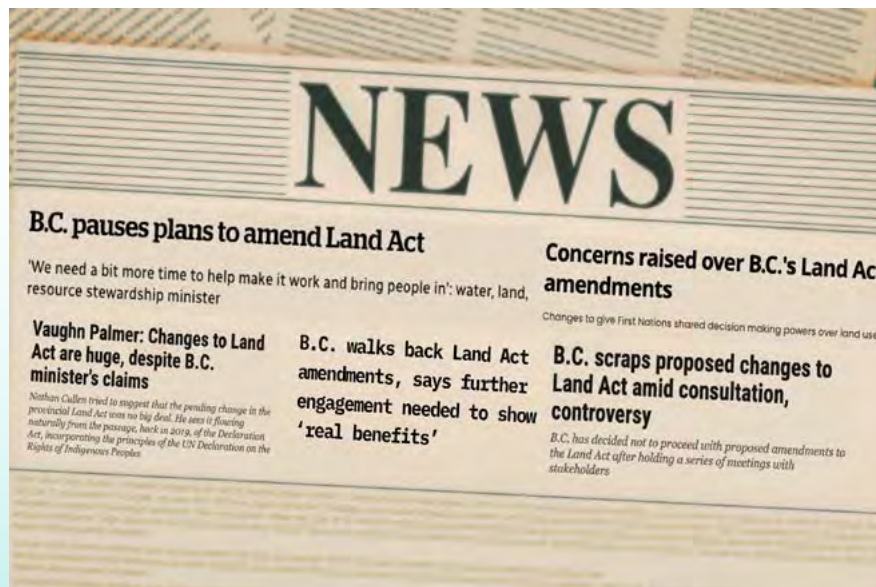 NEWS
B.C. pauses plans to amend Land Act
'We need a bit more time to help make it work and bring people in': water, land,
resource stewardship minister
Concerns raised over B.C.'s Land Ac
amendments
Changes to give First Nations shared decision making powers over land use
Vaughn Palmer: Changes to Land
Act are huge, despite B.C.
minister's claims
Nathan Cullen tried to suggest that the pending change in the
provincial Land Act was no big deal. He sees it flowing
naturally from the passage, back in 2019, of the Declaration
Act, incorporating the principles of the UN Declaration on the
Rights of Indigenous Peoples
B.C. walks back Land Act
amendments, says further
engagement needed to show
'real benefits'
B.C. scraps proposed changes to
Land Act amid consultation,
controversy
B.C. has decided not to proceed with proposed amendments to
the Land Act after holding a series of meetings with
stakeholders